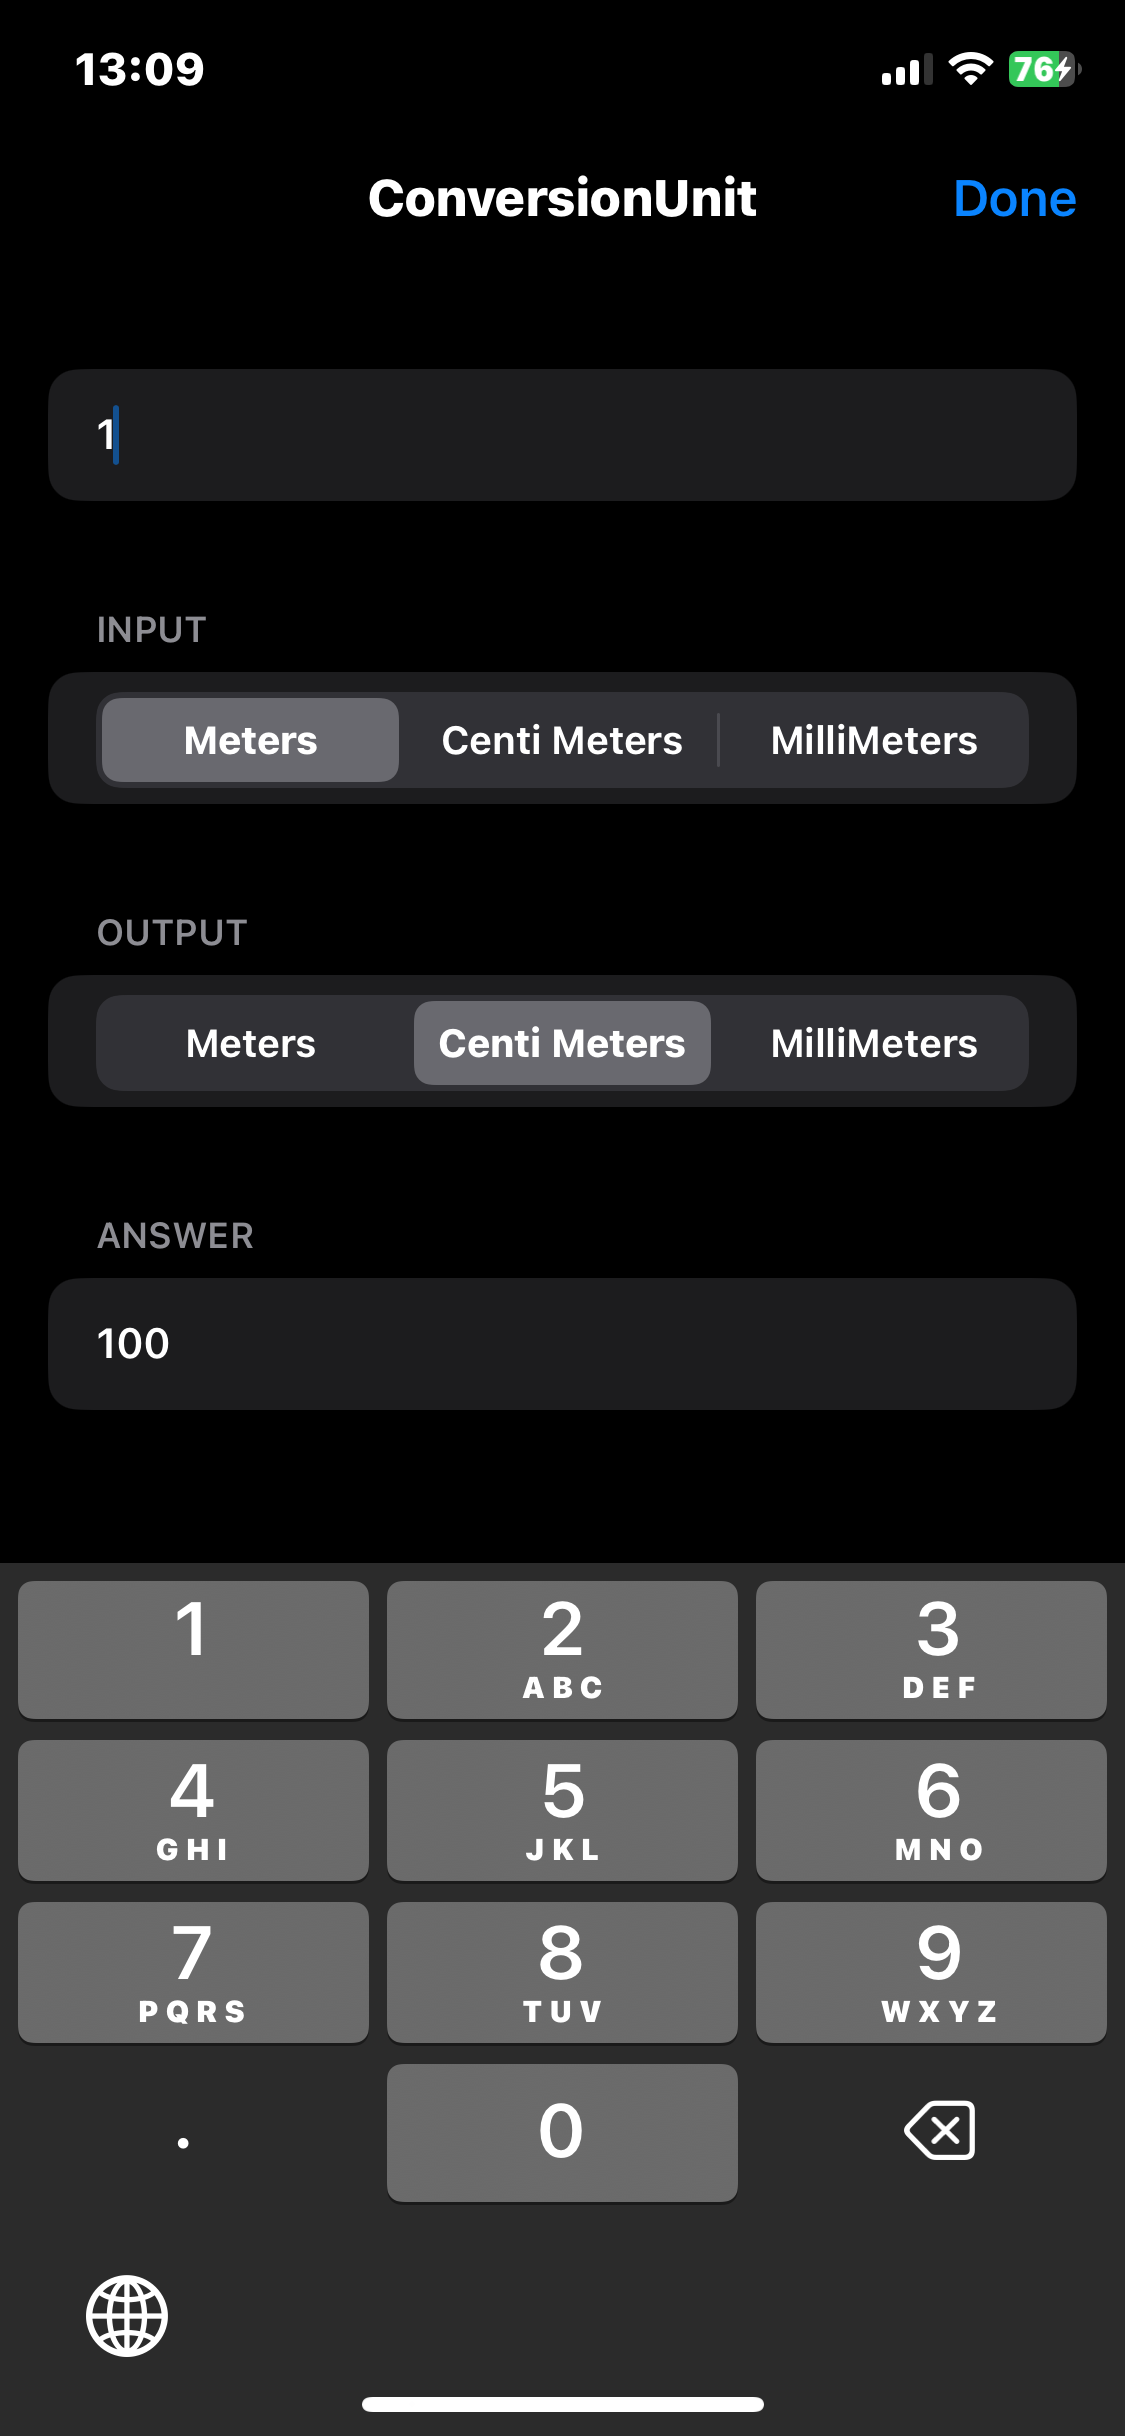 13:09 76
ConversionUnit Done
1
INPUT
Meters Centi Meters MilliMeters
OUTPUT
Meters Centi Meters MilliMeters
ANSWER
100
1 2 3
ABC DEF
4 5 6
GHI JKL MNO
7 8 9
PQRS TUV WXYZ
. 0